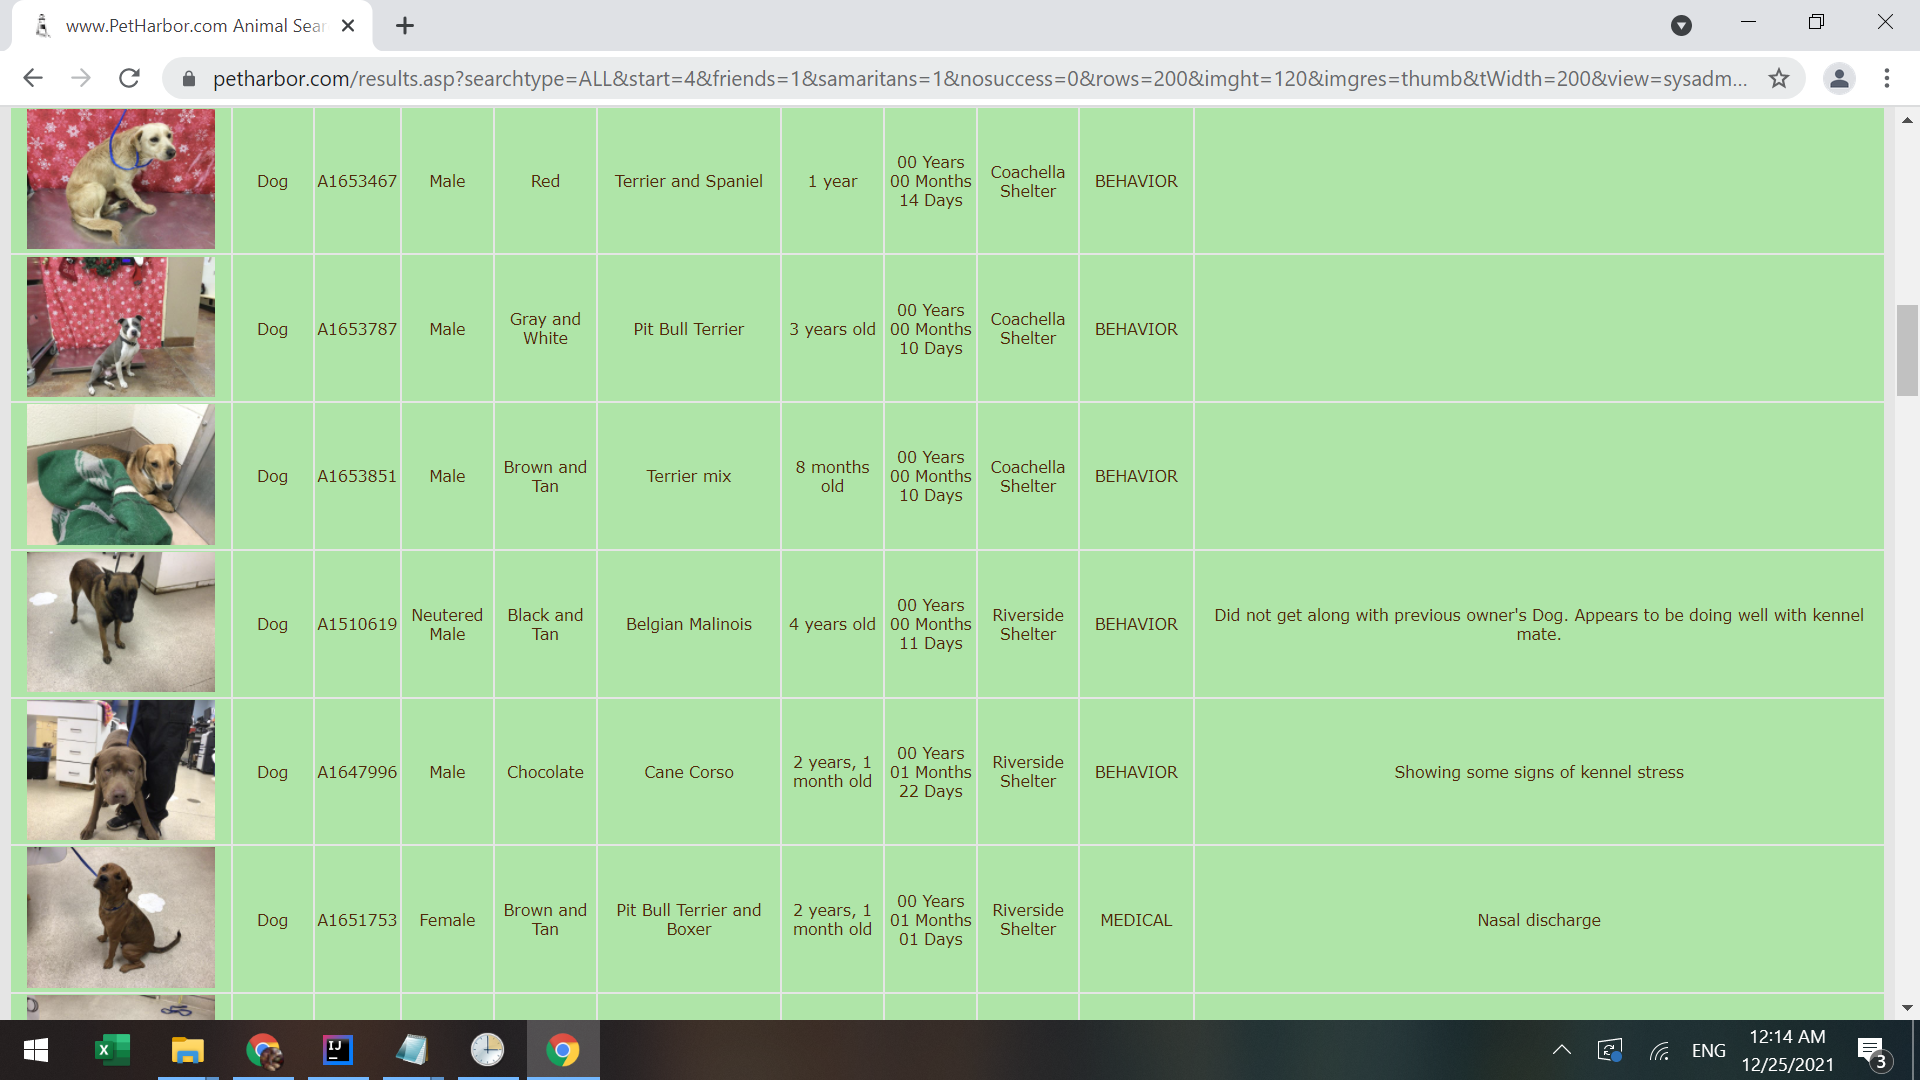 www.PetHarbor.com Animal Sear
petharbor.com/results.asp?searchtype=ALL&start=4&friends=1&samaritans=1&nosuccess=0&rows=200&imght=120&imgres=thumb&tWidth=200&view=sysadm...
Dog A1653467 Male Red Terrier and Spaniel 1 year 00 Years 00 Months 14 Days Coachella Shelter BEHAVIOR
Dog A1653787 Male Gray and White Pit Bull Terrier 3 years old 00 Years 00 Months 10 Days Coachella Shelter BEHAVIOR
Dog A1653851 Male Brown and Tan Terrier mix 8 months old 00 Years 00 Months 10 Days Coachella Shelter BEHAVIOR
Dog A1510619 Neutered Male Black and Tan Belgian Malinois 4 years old 00 Years 00 Months 11 Days Riverside Shelter BEHAVIOR Did not get along with previous owner's Dog. Appears to be doing well with kennel mate.
Dog A1647996 Male Chocolate Cane Corso 2 years, 1 month old 00 Years 01 Months 22 Days Riverside Shelter BEHAVIOR Showing some signs of kennel stress
Dog A1651753 Female Brown and Tan Pit Bull Terrier and Boxer 2 years, 1 month old 00 Years 01 Months 01 Days Riverside Shelter MEDICAL Nasal discharge
IJ
ENG
12:14 AM
12/25/2021
3